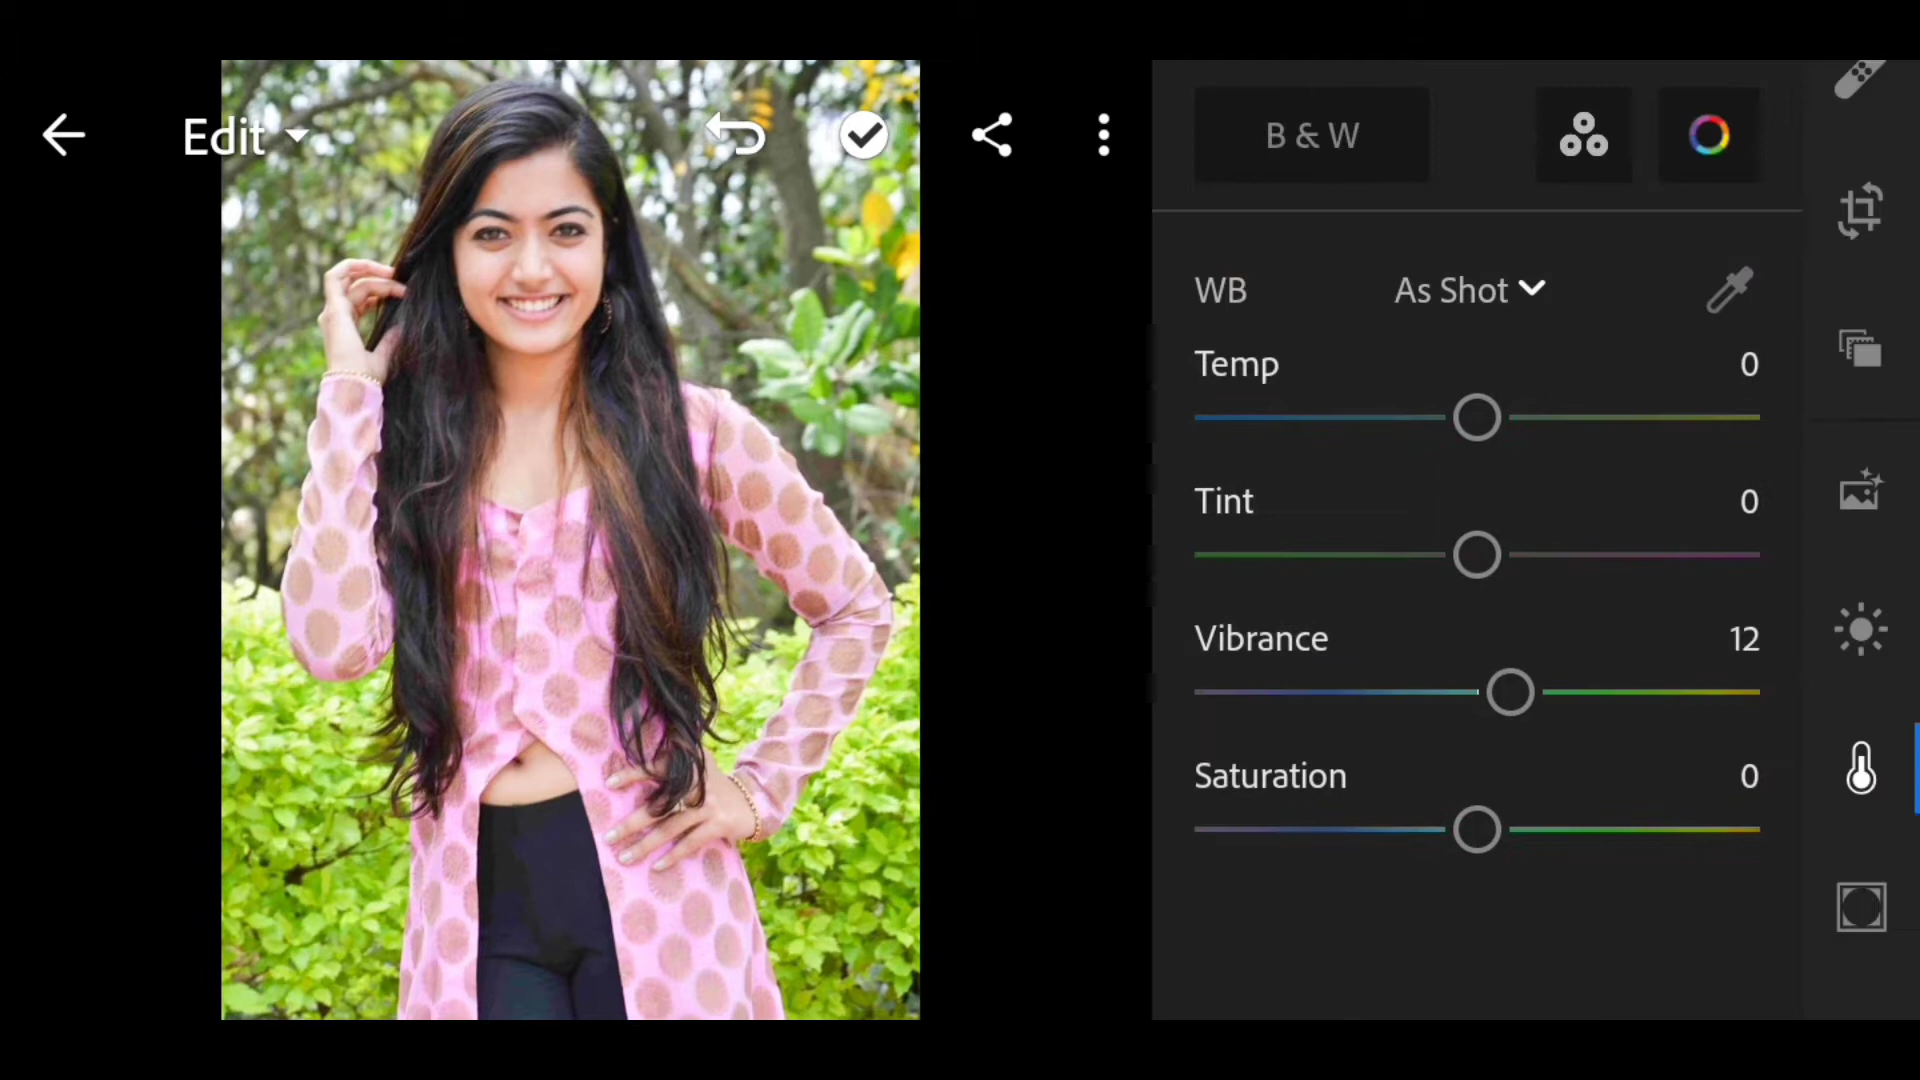 Edit
B & W
WB As Shot
Temp 0
Tint 0
Vibrance 12
Saturation 0